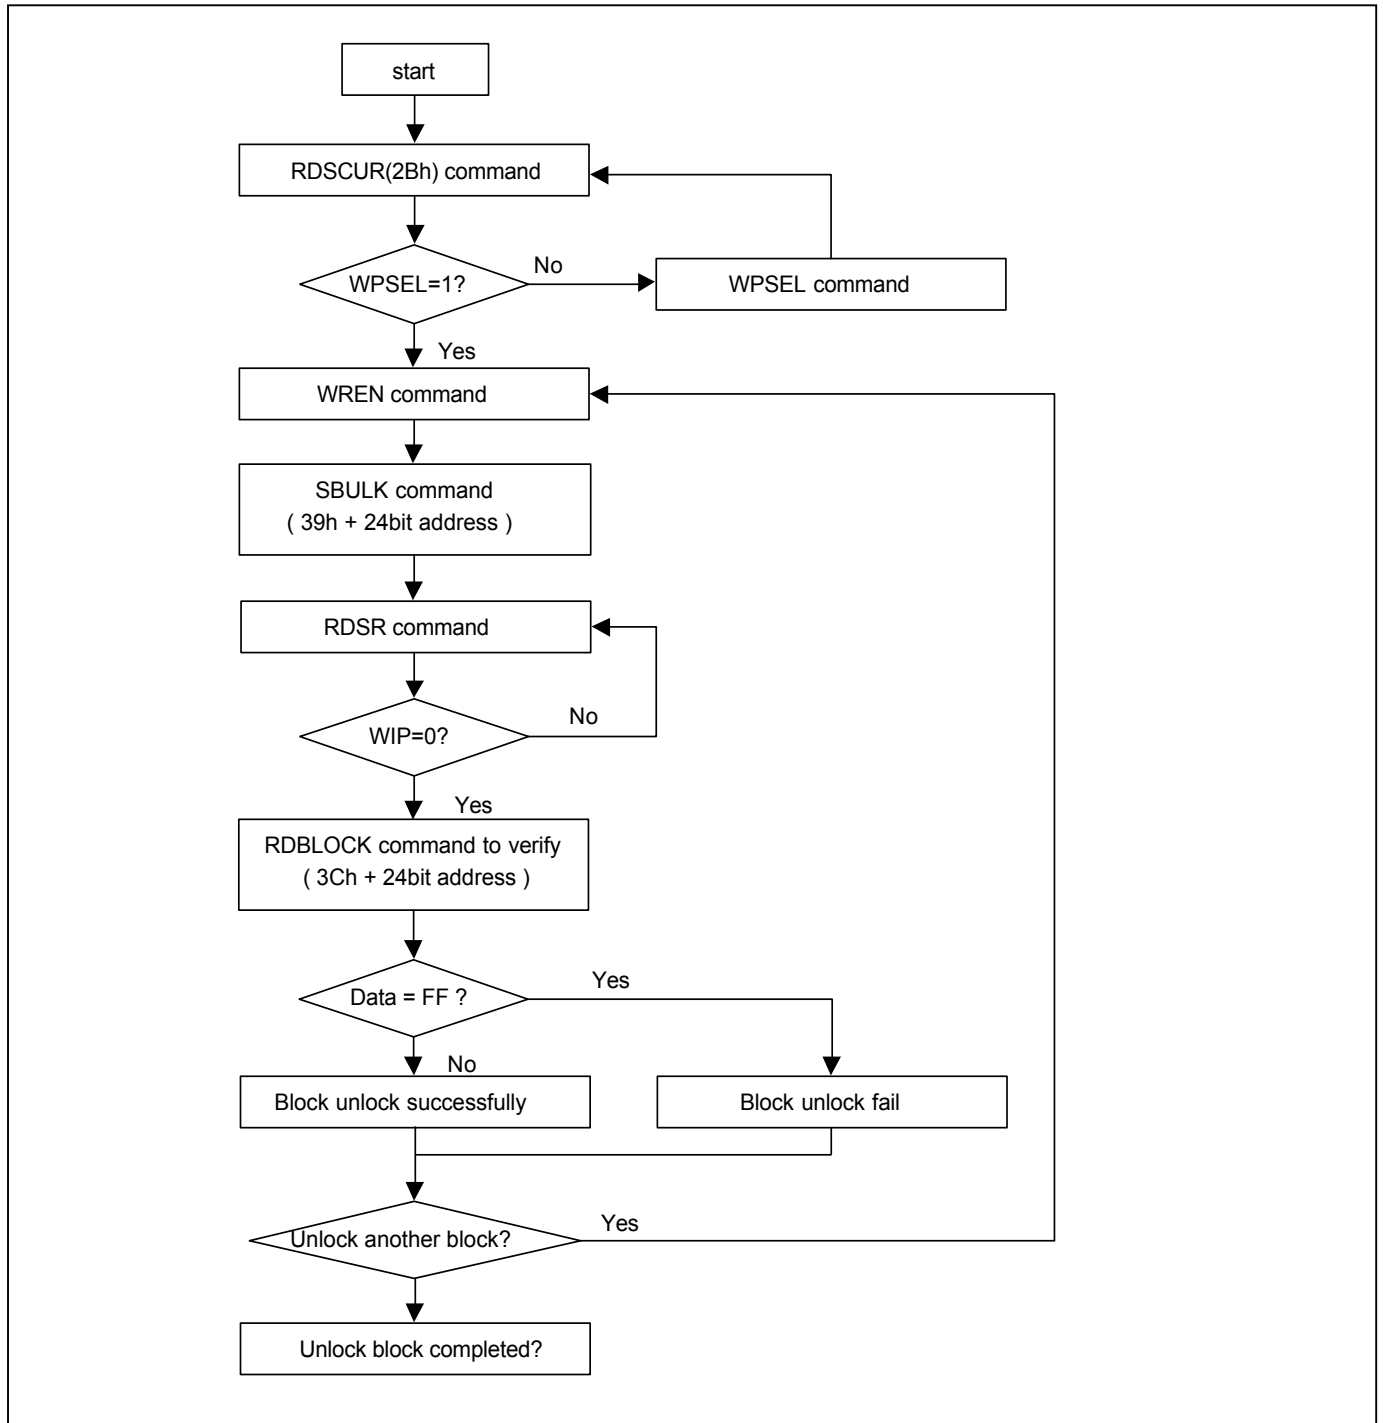 start
RDSCUR(2Bh) command
WPSEL=1?
No
WPSEL command
Yes
WREN command
SBULK command
( 39h + 24bit address )
RDSR command
WIP=0?
No
Yes
RDBLOCK command to verify
( 3Ch + 24bit address )
Data = FF ?
Yes
No
Block unlock successfully
Block unlock fail
Unlock another block?
Yes
Unlock block completed?